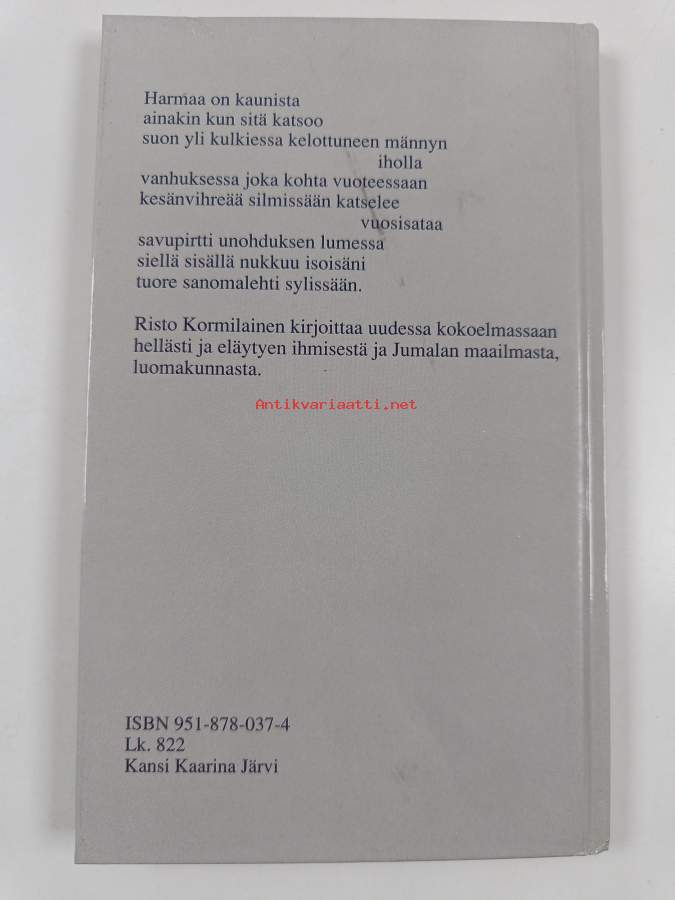 Harmaa on kaunista
ainakin kun sitä katsoo
suon yli kulkiessa kelottuneen männyn
iholla
vanhuksessa joka kohta vuoteessaan
kesänvihreää silmissään katselee
vuosisataa
savupirtti unohduksen lumessa
siellä sisällä nukkuu isoisäni
tuore sanomalehti sylissään.
Risto Kormilainen kirjoittaa uudessa kokoelmassaan
hellästi ja eläytyen ihmisestä ja Jumalan maailmasta,
luomakunnasta.
Antikvariaatti.net
ISBN 951-878-037-4
Lk. 822
Kansi Kaarina Järvi